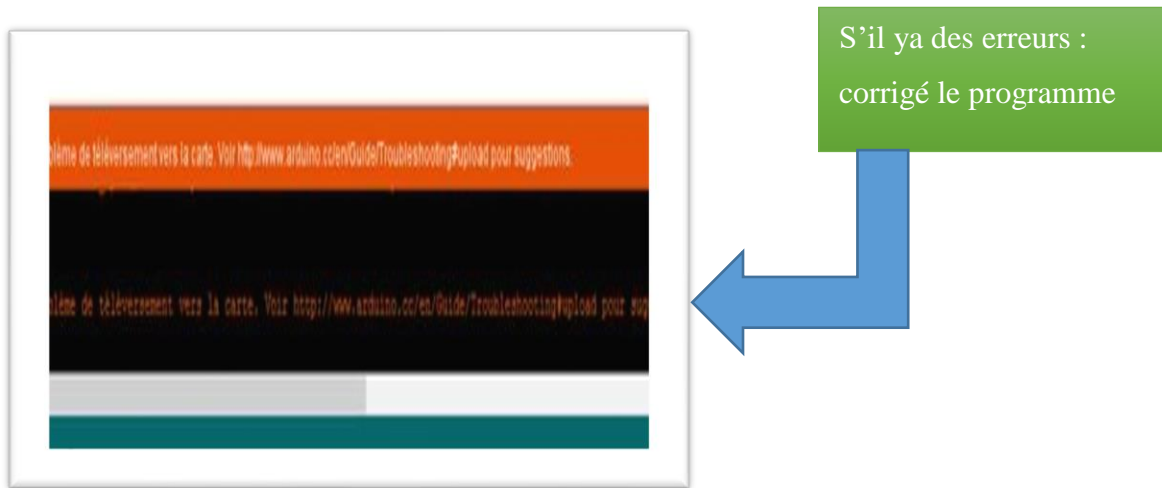 S'il ya des erreurs :
corrigé le programme
blème de téléversement vers la carte. Voir http://www.arduino.cc/en/Guide/Troubleshooting#upload pour suggestions.
blème de téléversement vers la carte. Voir http://www.arduino.cc/en/Guide/Troubleshooting#upload pour sug